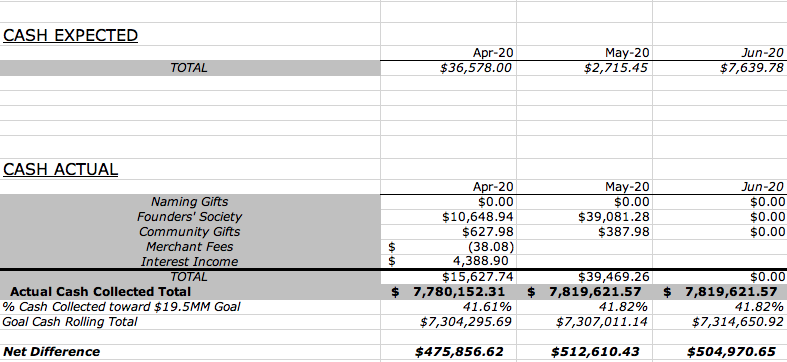 CASH EXPECTED
Apr-20 May-20 Jun-20
TOTAL $36,578.00 $2,715.45 $7,639.78
CASH ACTUAL
Apr-20 May-20 Jun-20
Naming Gifts $0.00 $0.00 $0.00
Founders' Society $10,648.94 $39,081.28 $0.00
Community Gifts $627.98 $387.98 $0.00
Merchant Fees $ (38.08)
Interest Income $ 4,388.90
TOTAL $15,627.74 $39,469.26 $0.00
Actual Cash Collected Total $ 7,780,152.31 $ 7,819,621.57 $ 7,819,621.57
% Cash Collected toward $19.5MM Goal 41.61% 41.82% 41.82%
Goal Cash Rolling Total $7,304,295.69 $7,307,011.14 $7,314,650.92
Net Difference $475,856.62 $512,610.43 $504,970.65